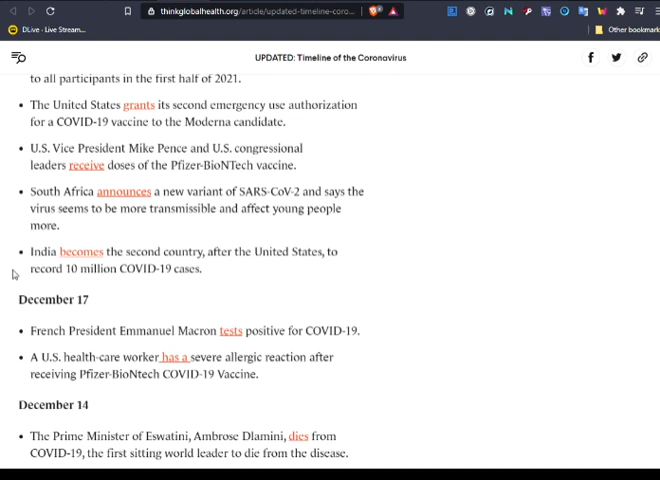 thinkglobalhealth.org/article/updated-timeline-coro...
DLive - Live Stream...
Other bookmark
UPDATED: Timeline of the Coronavirus
to all participants in the first half of 2021.
• The United States grants its second emergency use authorization
for a COVID-19 vaccine to the Moderna candidate.
• U.S. Vice President Mike Pence and U.S. congressional
leaders receive doses of the Pfizer-BioNTech vaccine.
• South Africa announces a new variant of SARS-CoV-2 and says the
virus seems to be more transmissible and affect young people
more.
• India becomes the second country, after the United States, to
record 10 million COVID-19 cases.
December 17
• French President Emmanuel Macron tests positive for COVID-19.
• A U.S. health-care worker has a severe allergic reaction after
receiving Pfizer-BioNtech COVID-19 Vaccine.
December 14
• The Prime Minister of Eswatini, Ambrose Dlamini, dies from
COVID-19, the first sitting world leader to die from the disease.